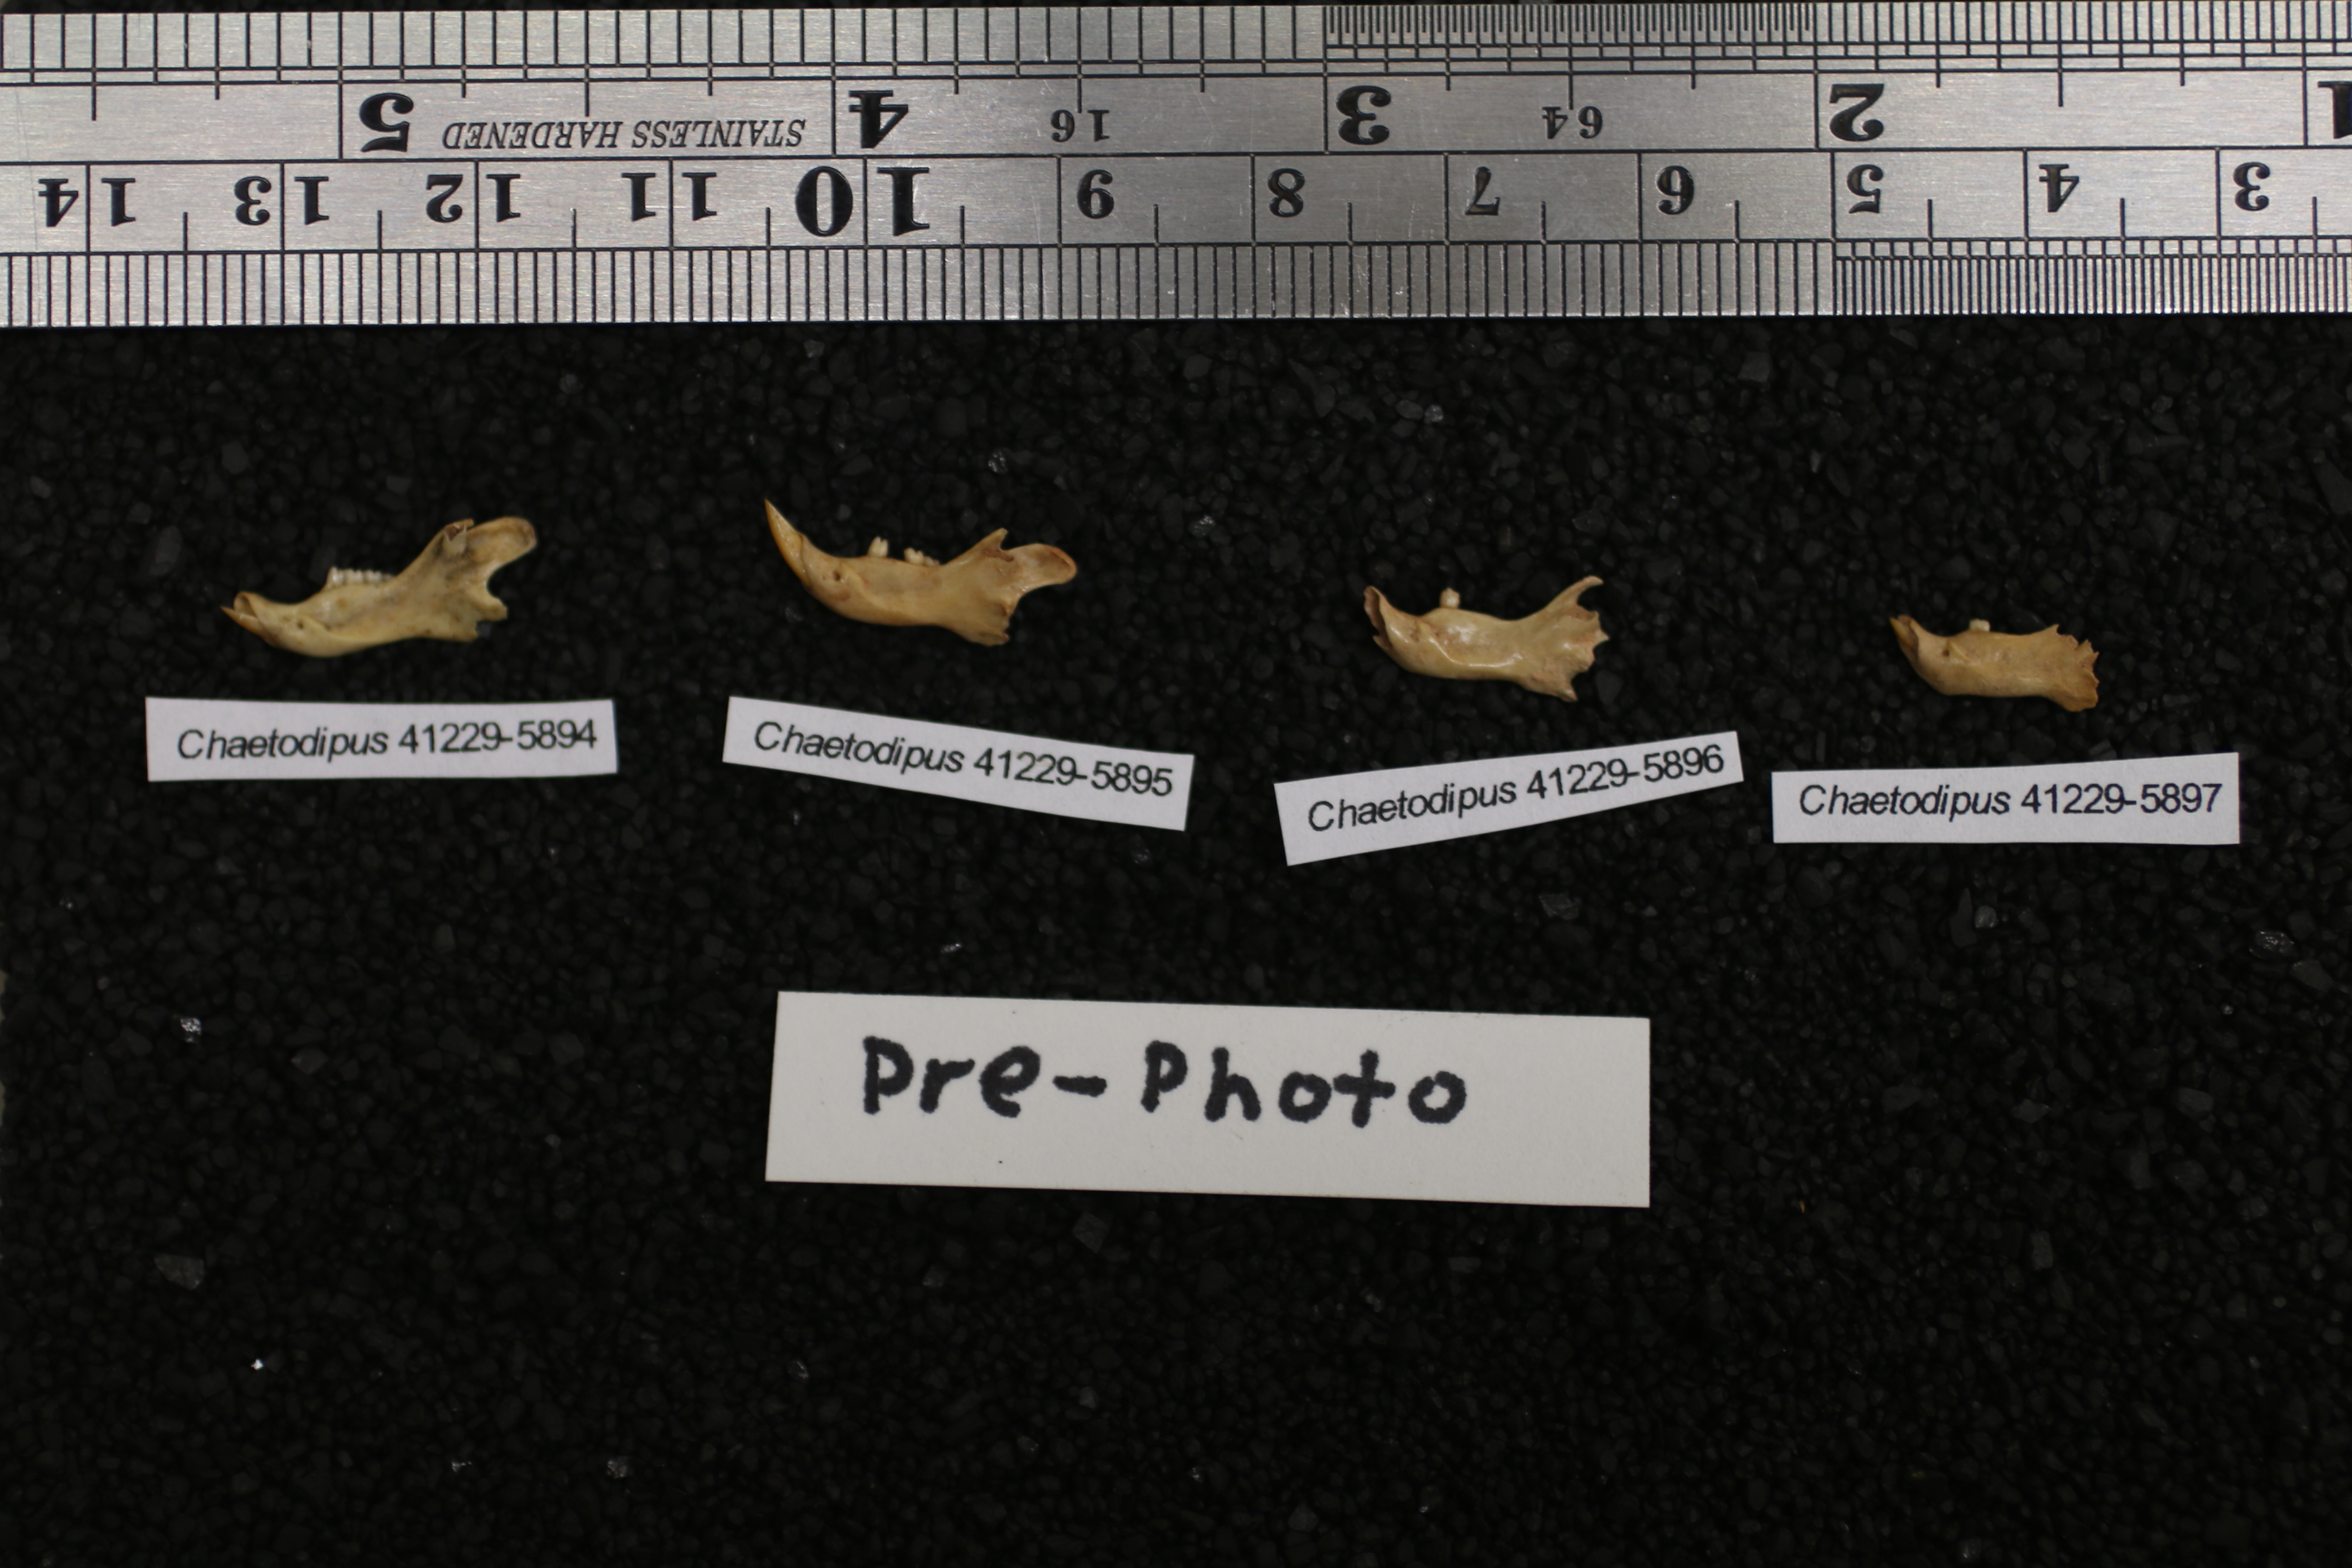 5 STAINLESS HARDENED 4 16 3 64 2 1
14 13 12 11 10 9 8 7 6 5 4 3
Chaetodipus 41229-5894
Chaetodipus 41229-5895
Chaetodipus 41229-5896
Chaetodipus 41229-5897
Pre-Photo